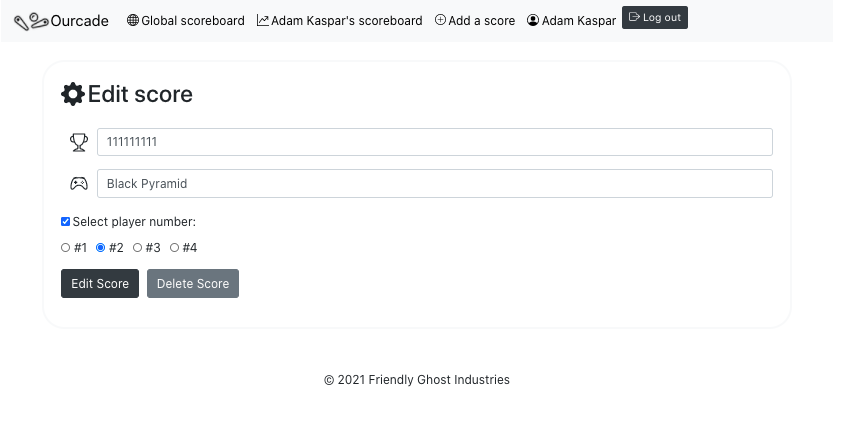 Ourcade Global scoreboard Adam Kaspar's scoreboard Add a score Adam Kaspar Log out
Edit score
111111111
Black Pyramid
Select player number:
#1 #2 #3 #4
Edit Score Delete Score
© 2021 Friendly Ghost Industries